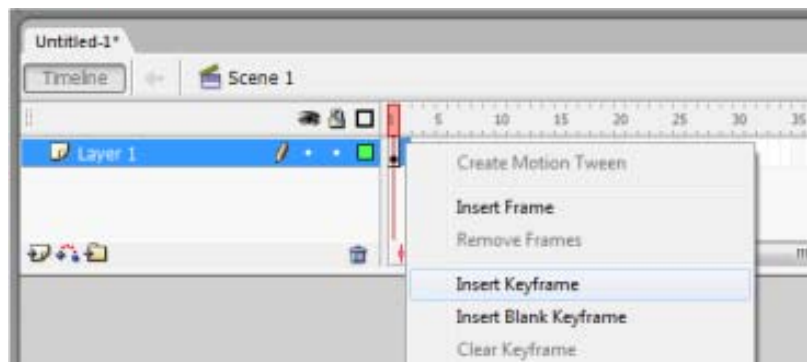 Untitled-1*
Timeline
Scene 1
5 10 15 20 25 30 35
Layer 1
Create Motion Tween
Insert Frame
Remove Frames
Insert Keyframe
Insert Blank Keyframe
Clear Keyframe